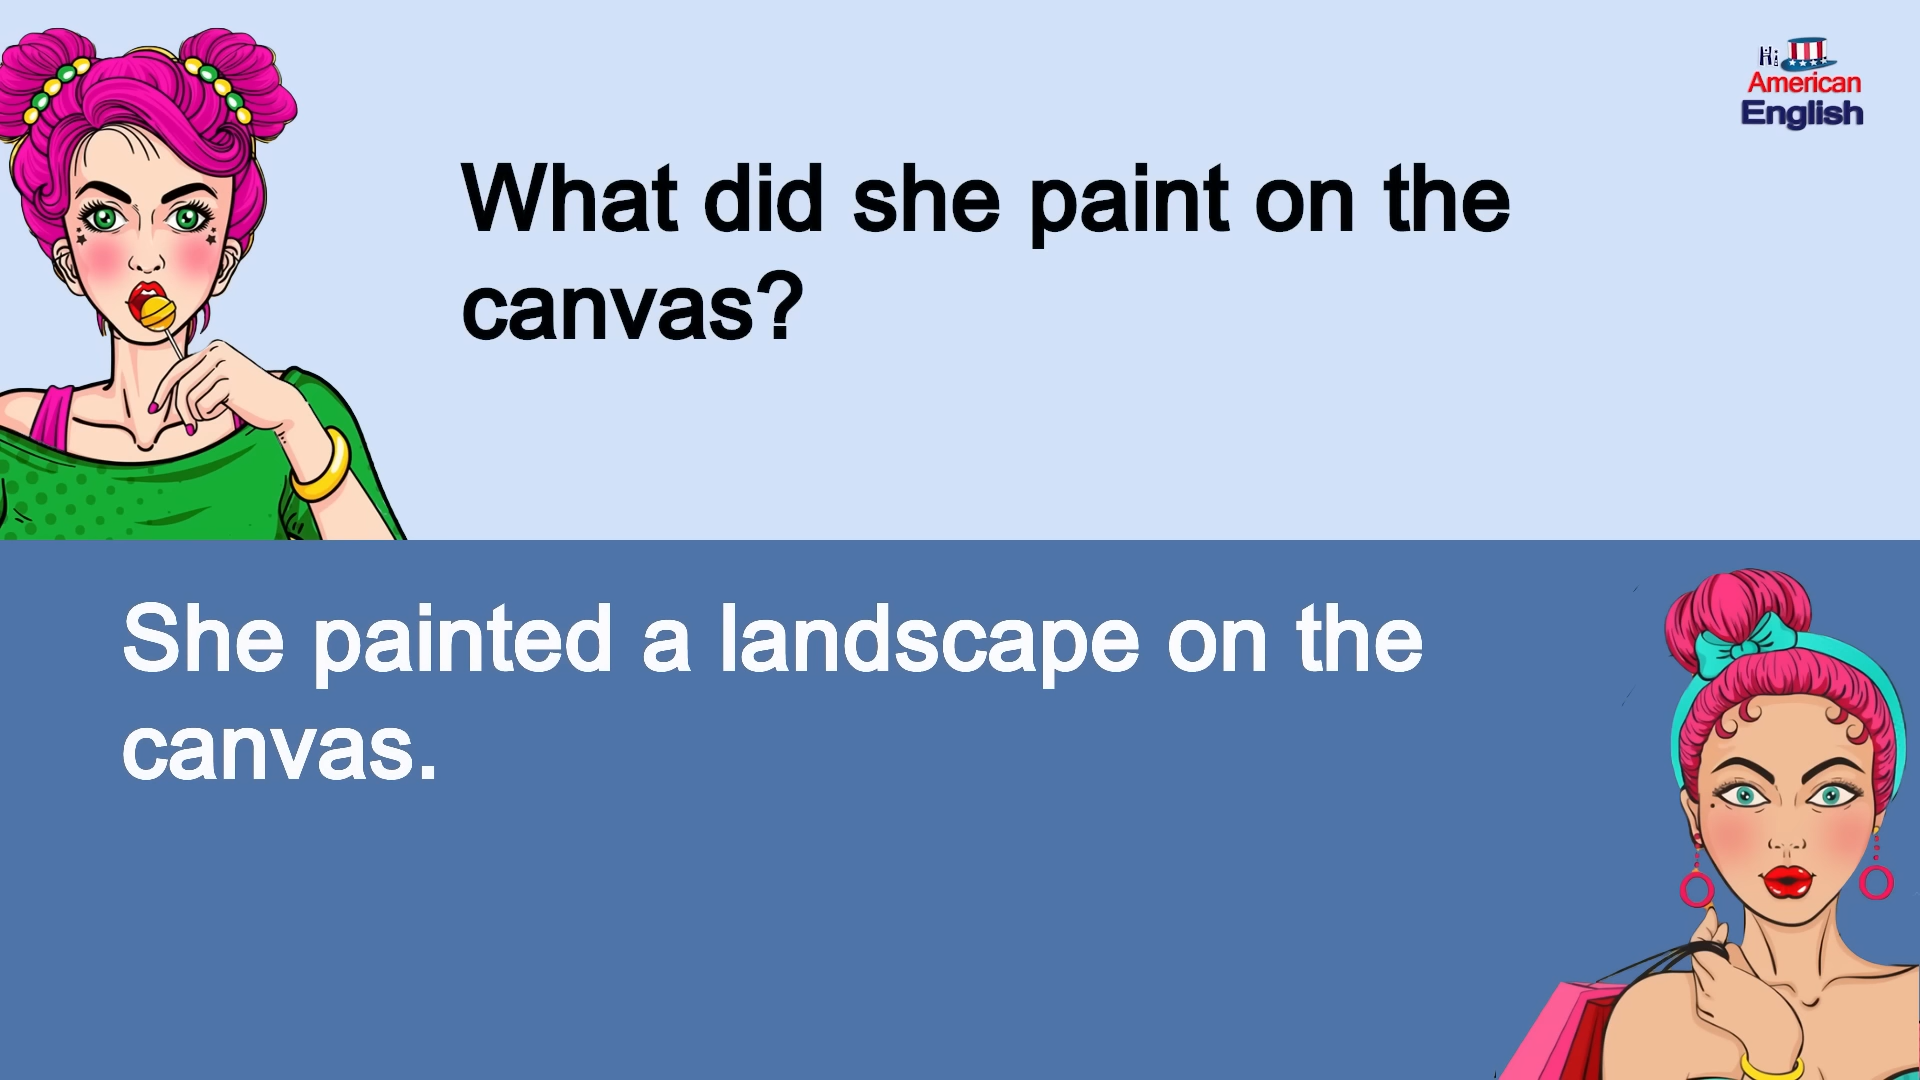 Hi
American
English
What did she paint on the
canvas?
She painted a landscape on the
canvas.